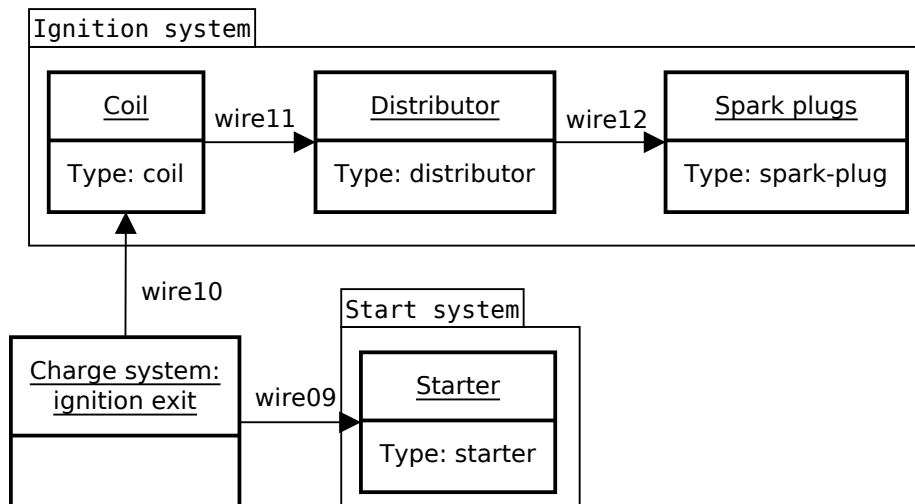 Ignition system
Coil
Type: coil
wire11
Distributor
Type: distributor
wire12
Spark plugs
Type: spark-plug
wire10
Charge system:
ignition exit
wire09
Start system
Starter
Type: starter